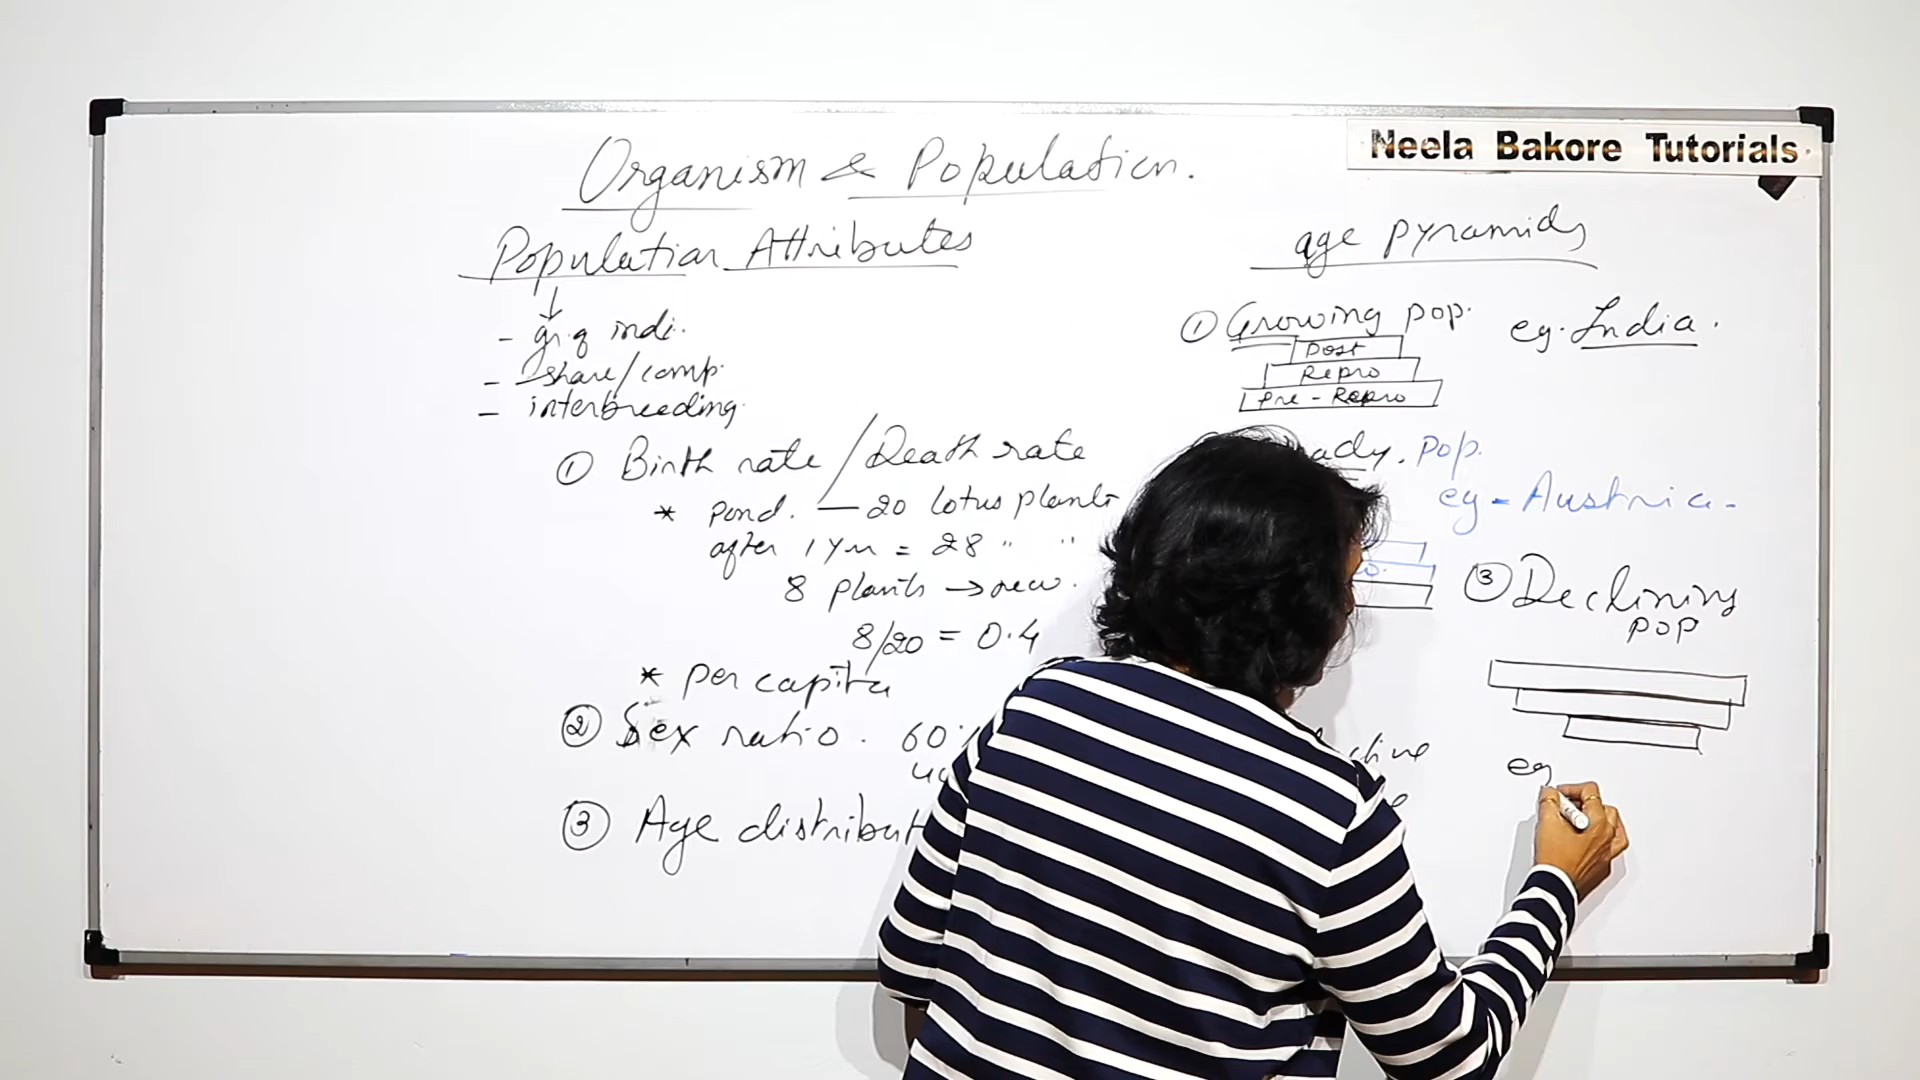 Neela Bakore Tutorials
Organism & Population.
Population Attributes
- gr. of indi.
- share/comp.
- interbreeding.
① Birth rate / Death rate
* Pond. — 20 lotus plants
after 1 yr = 28 " "
8 plants → new.
8/20 = 0.4
* per capita
② Sex ratio. 60
③ Age distribut
age pyramids
① Growing pop. eg. India.
Post
Repro
Pre - Repro
ady. pop.
eg - Austria -
③ Declining
pop
eg